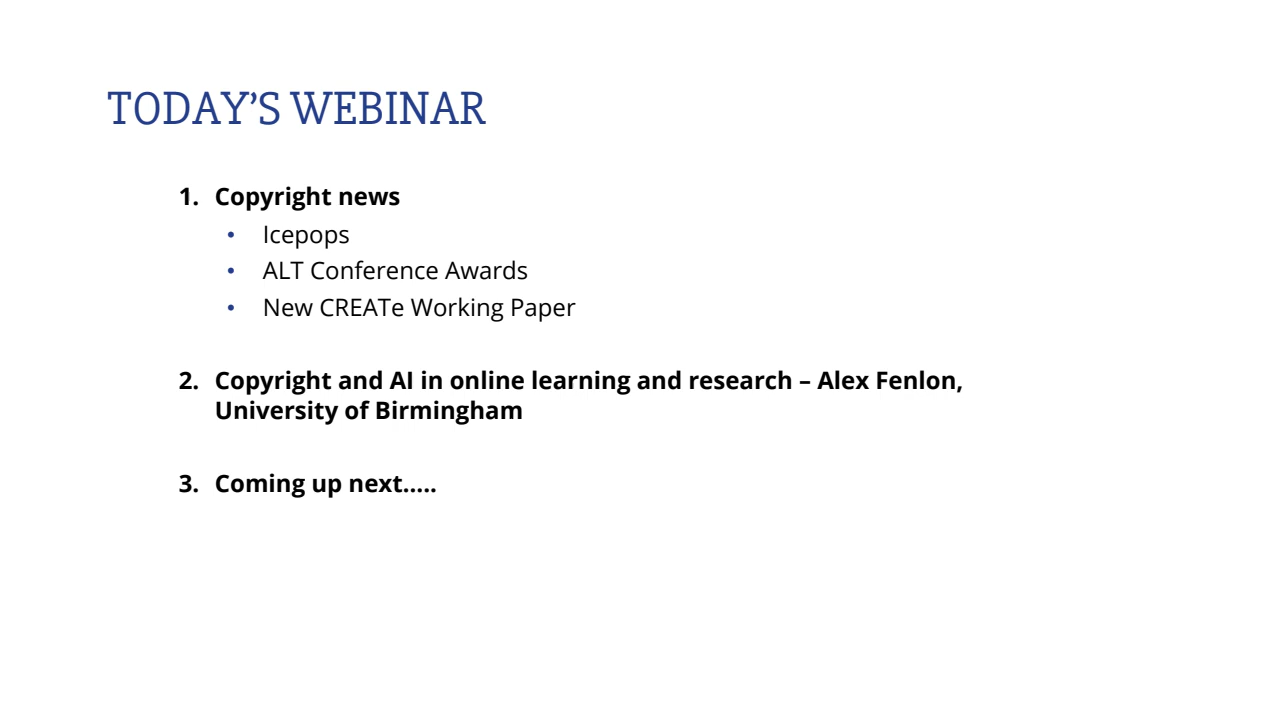 TODAY’S WEBINAR
1. Copyright news
• Icepops
• ALT Conference Awards
• New CREATe Working Paper
2. Copyright and AI in online learning and research – Alex Fenlon,
University of Birmingham
3. Coming up next.....